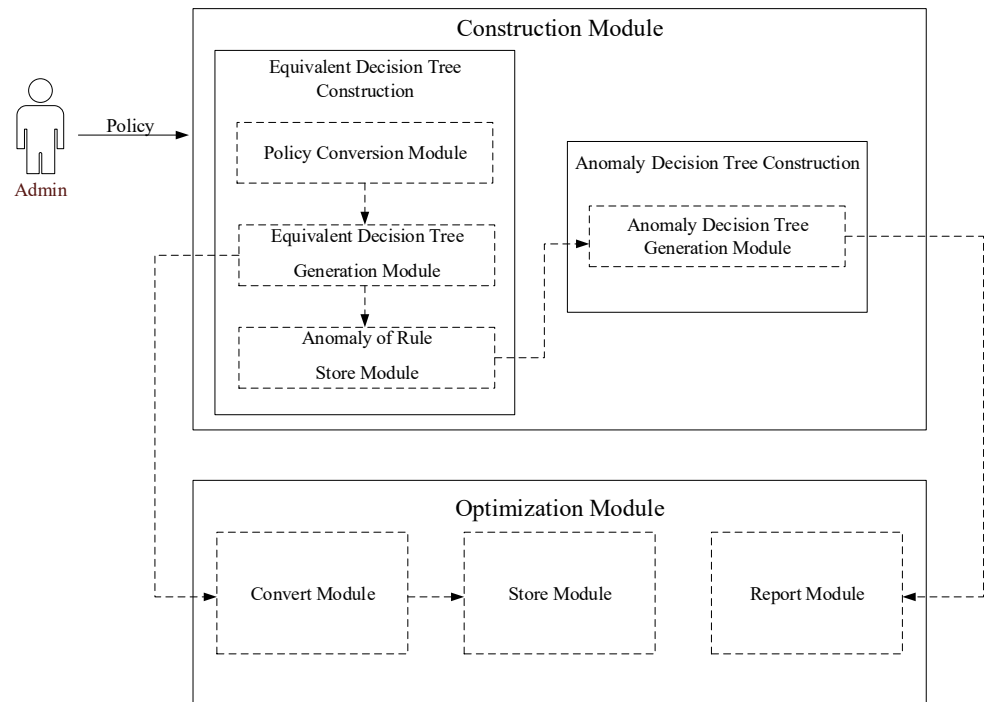 Construction Module
Equivalent Decision Tree
Construction
Policy
Admin
Policy Conversion Module
Equivalent Decision Tree
Generation Module
Anomaly of Rule
Store Module
Anomaly Decision Tree Construction
Anomaly Decision Tree
Generation Module
Optimization Module
Convert Module
Store Module
Report Module